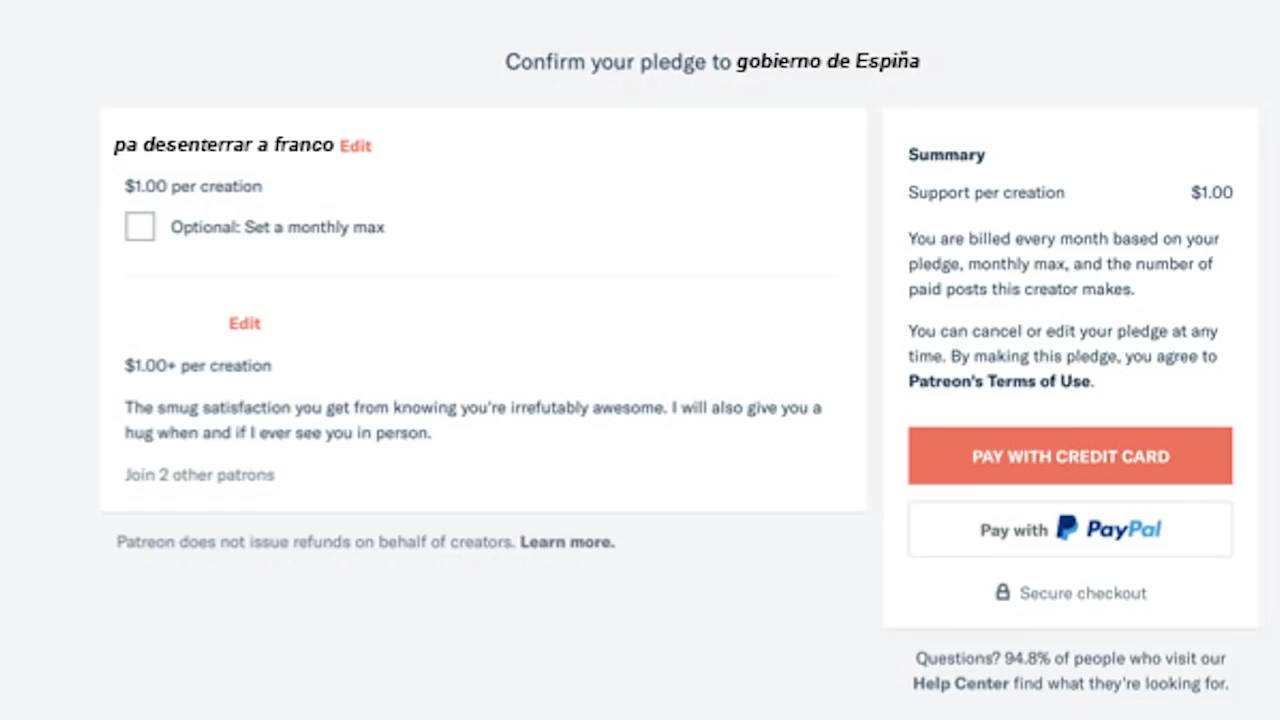 Confirm your pledge to gobierno de Espiña
pa desenterrar a franco Edit
$1.00 per creation
Optional: Set a monthly max
Edit
$1.00+ per creation
The smug satisfaction you get from knowing you're irrefutably awesome. I will also give you a
hug when and if I ever see you in person.
Join 2 other patrons
Patreon does not issue refunds on behalf of creators. Learn more.
Summary
Support per creation $1.00
You are billed every month based on your
pledge, monthly max, and the number of
paid posts this creator makes.
You can cancel or edit your pledge at any
time. By making this pledge, you agree to
Patreon's Terms of Use.
PAY WITH CREDIT CARD
Pay with PayPal
Secure checkout
Questions? 94.8% of people who visit our
Help Center find what they're looking for.